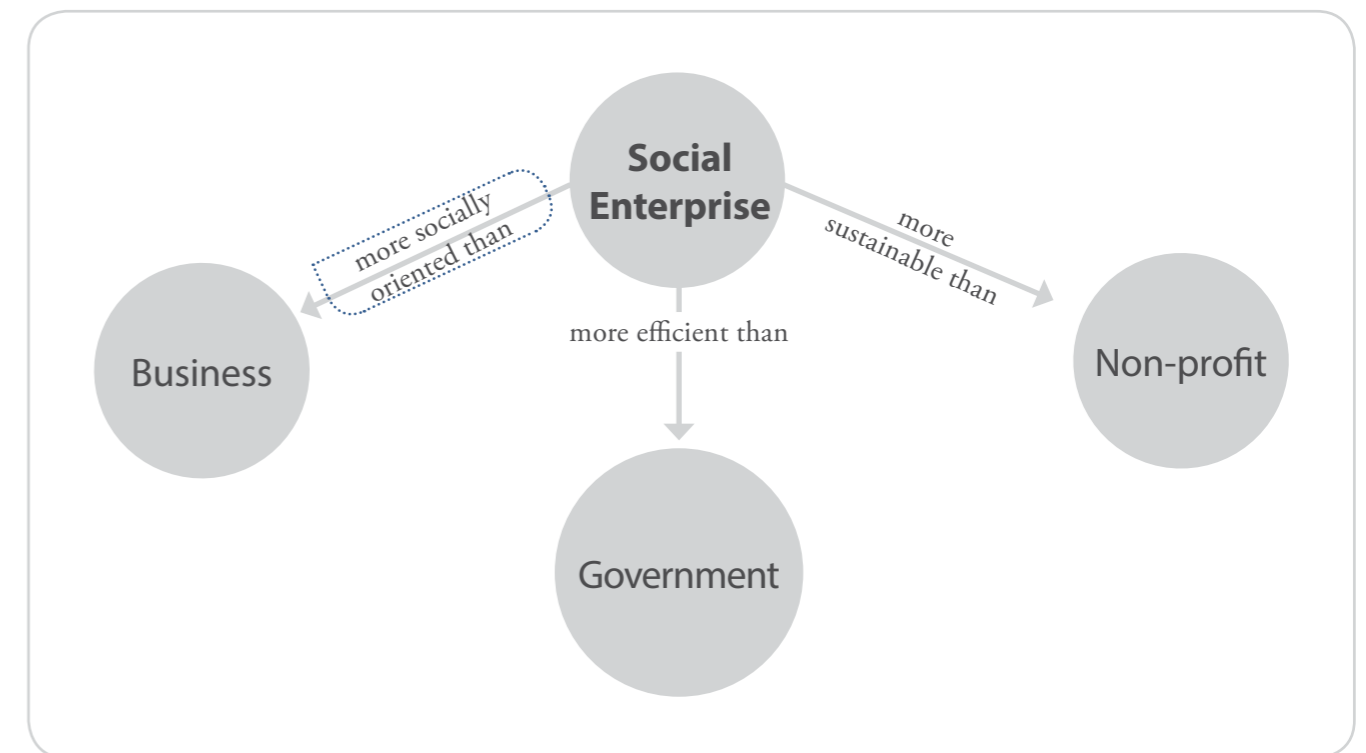 Social
Enterprise
more socially
oriented than
more
sustainable than
more efficient than
Business
Non-profit
Government